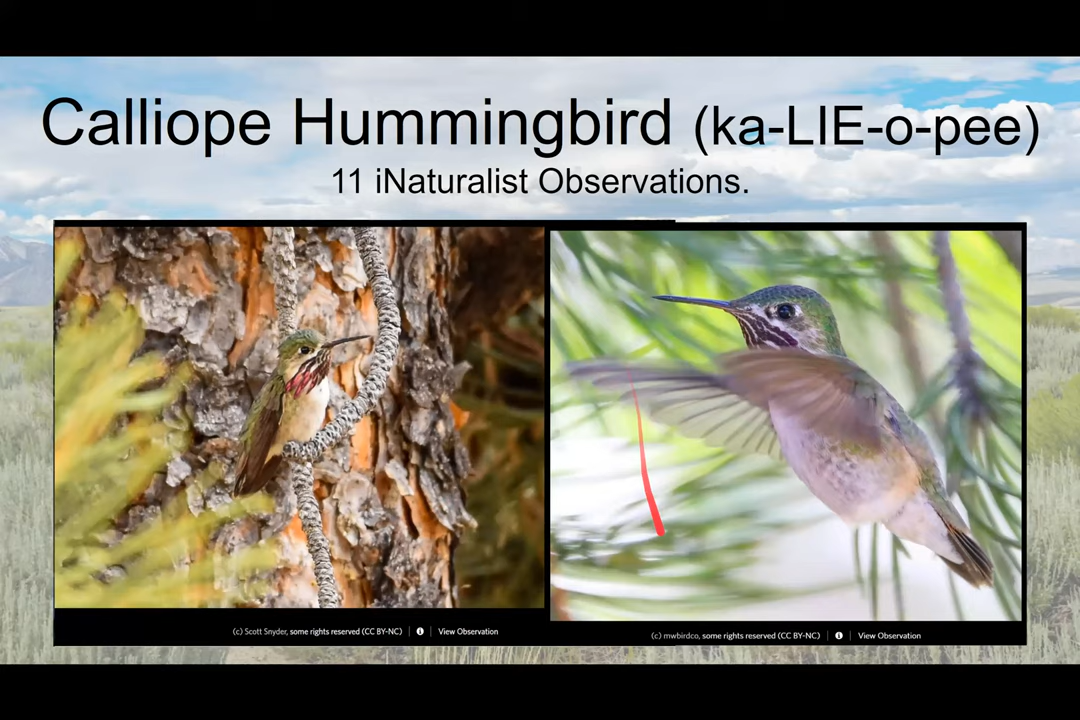 Calliope Hummingbird (ka-LIE-o-pee)
11 iNaturalist Observations.
(c) Scott Snyder, some rights reserved (CC BY-NC) | View Observation
(c) mwbirdco, some rights reserved (CC BY-NC) | View Observation